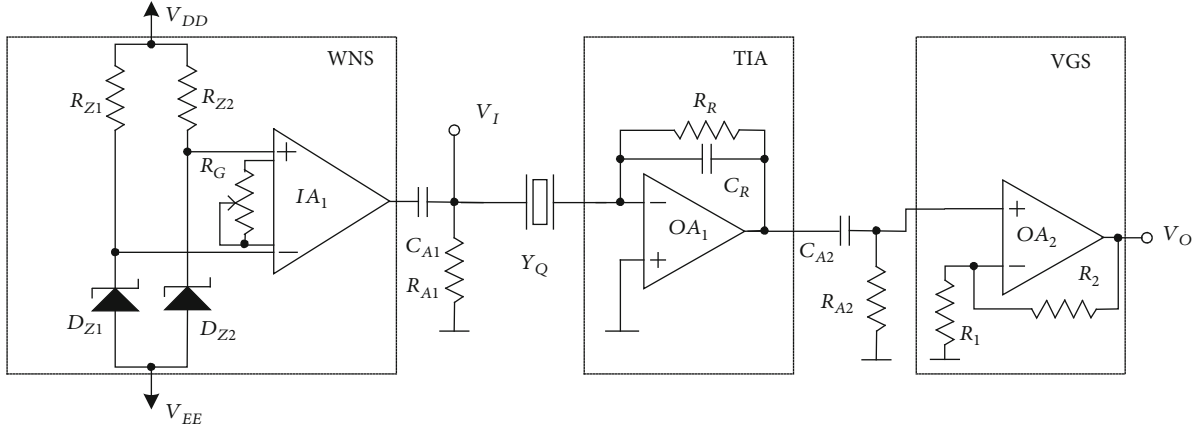 V_DD
WNS
TIA
VGS
R_Z1
R_Z2
V_I
R_R
R_G
+
IA_1
−
C_R
−
OA_1
+
+
OA_2
−
V_O
C_A1
R_A1
Y_Q
C_A2
R_A2
R_2
R_1
D_Z1
D_Z2
V_EE